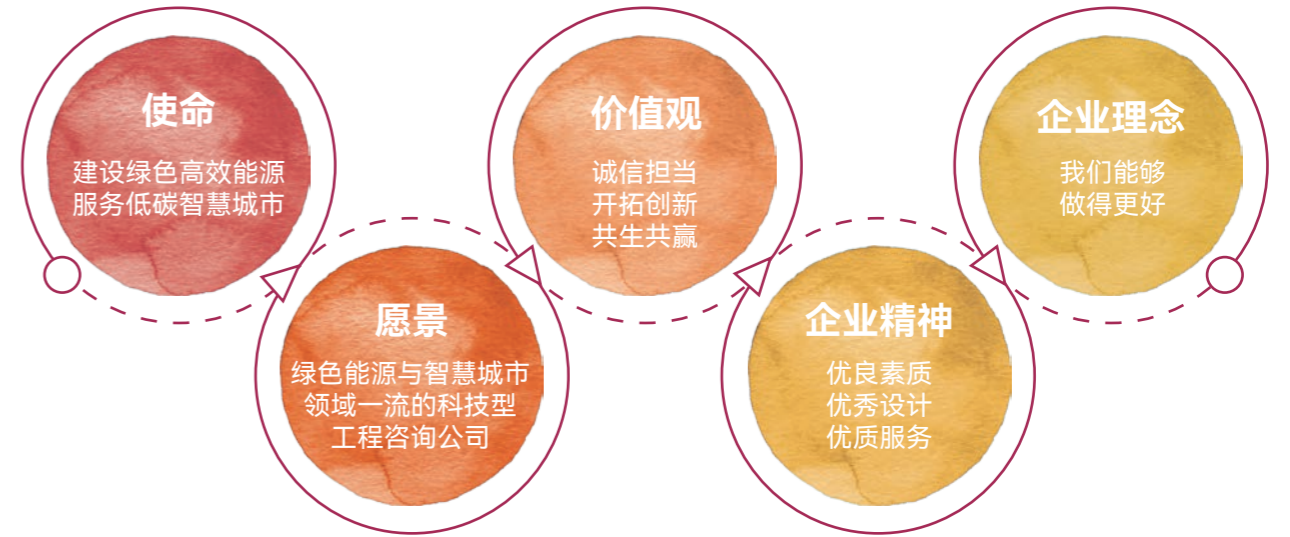 使命
建设绿色高效能源
服务低碳智慧城市
愿景
绿色能源与智慧城市
领域一流的科技型
工程咨询公司
价值观
诚信担当
开拓创新
共生共赢
企业精神
优良素质
优秀设计
优质服务
企业理念
我们能够
做得更好